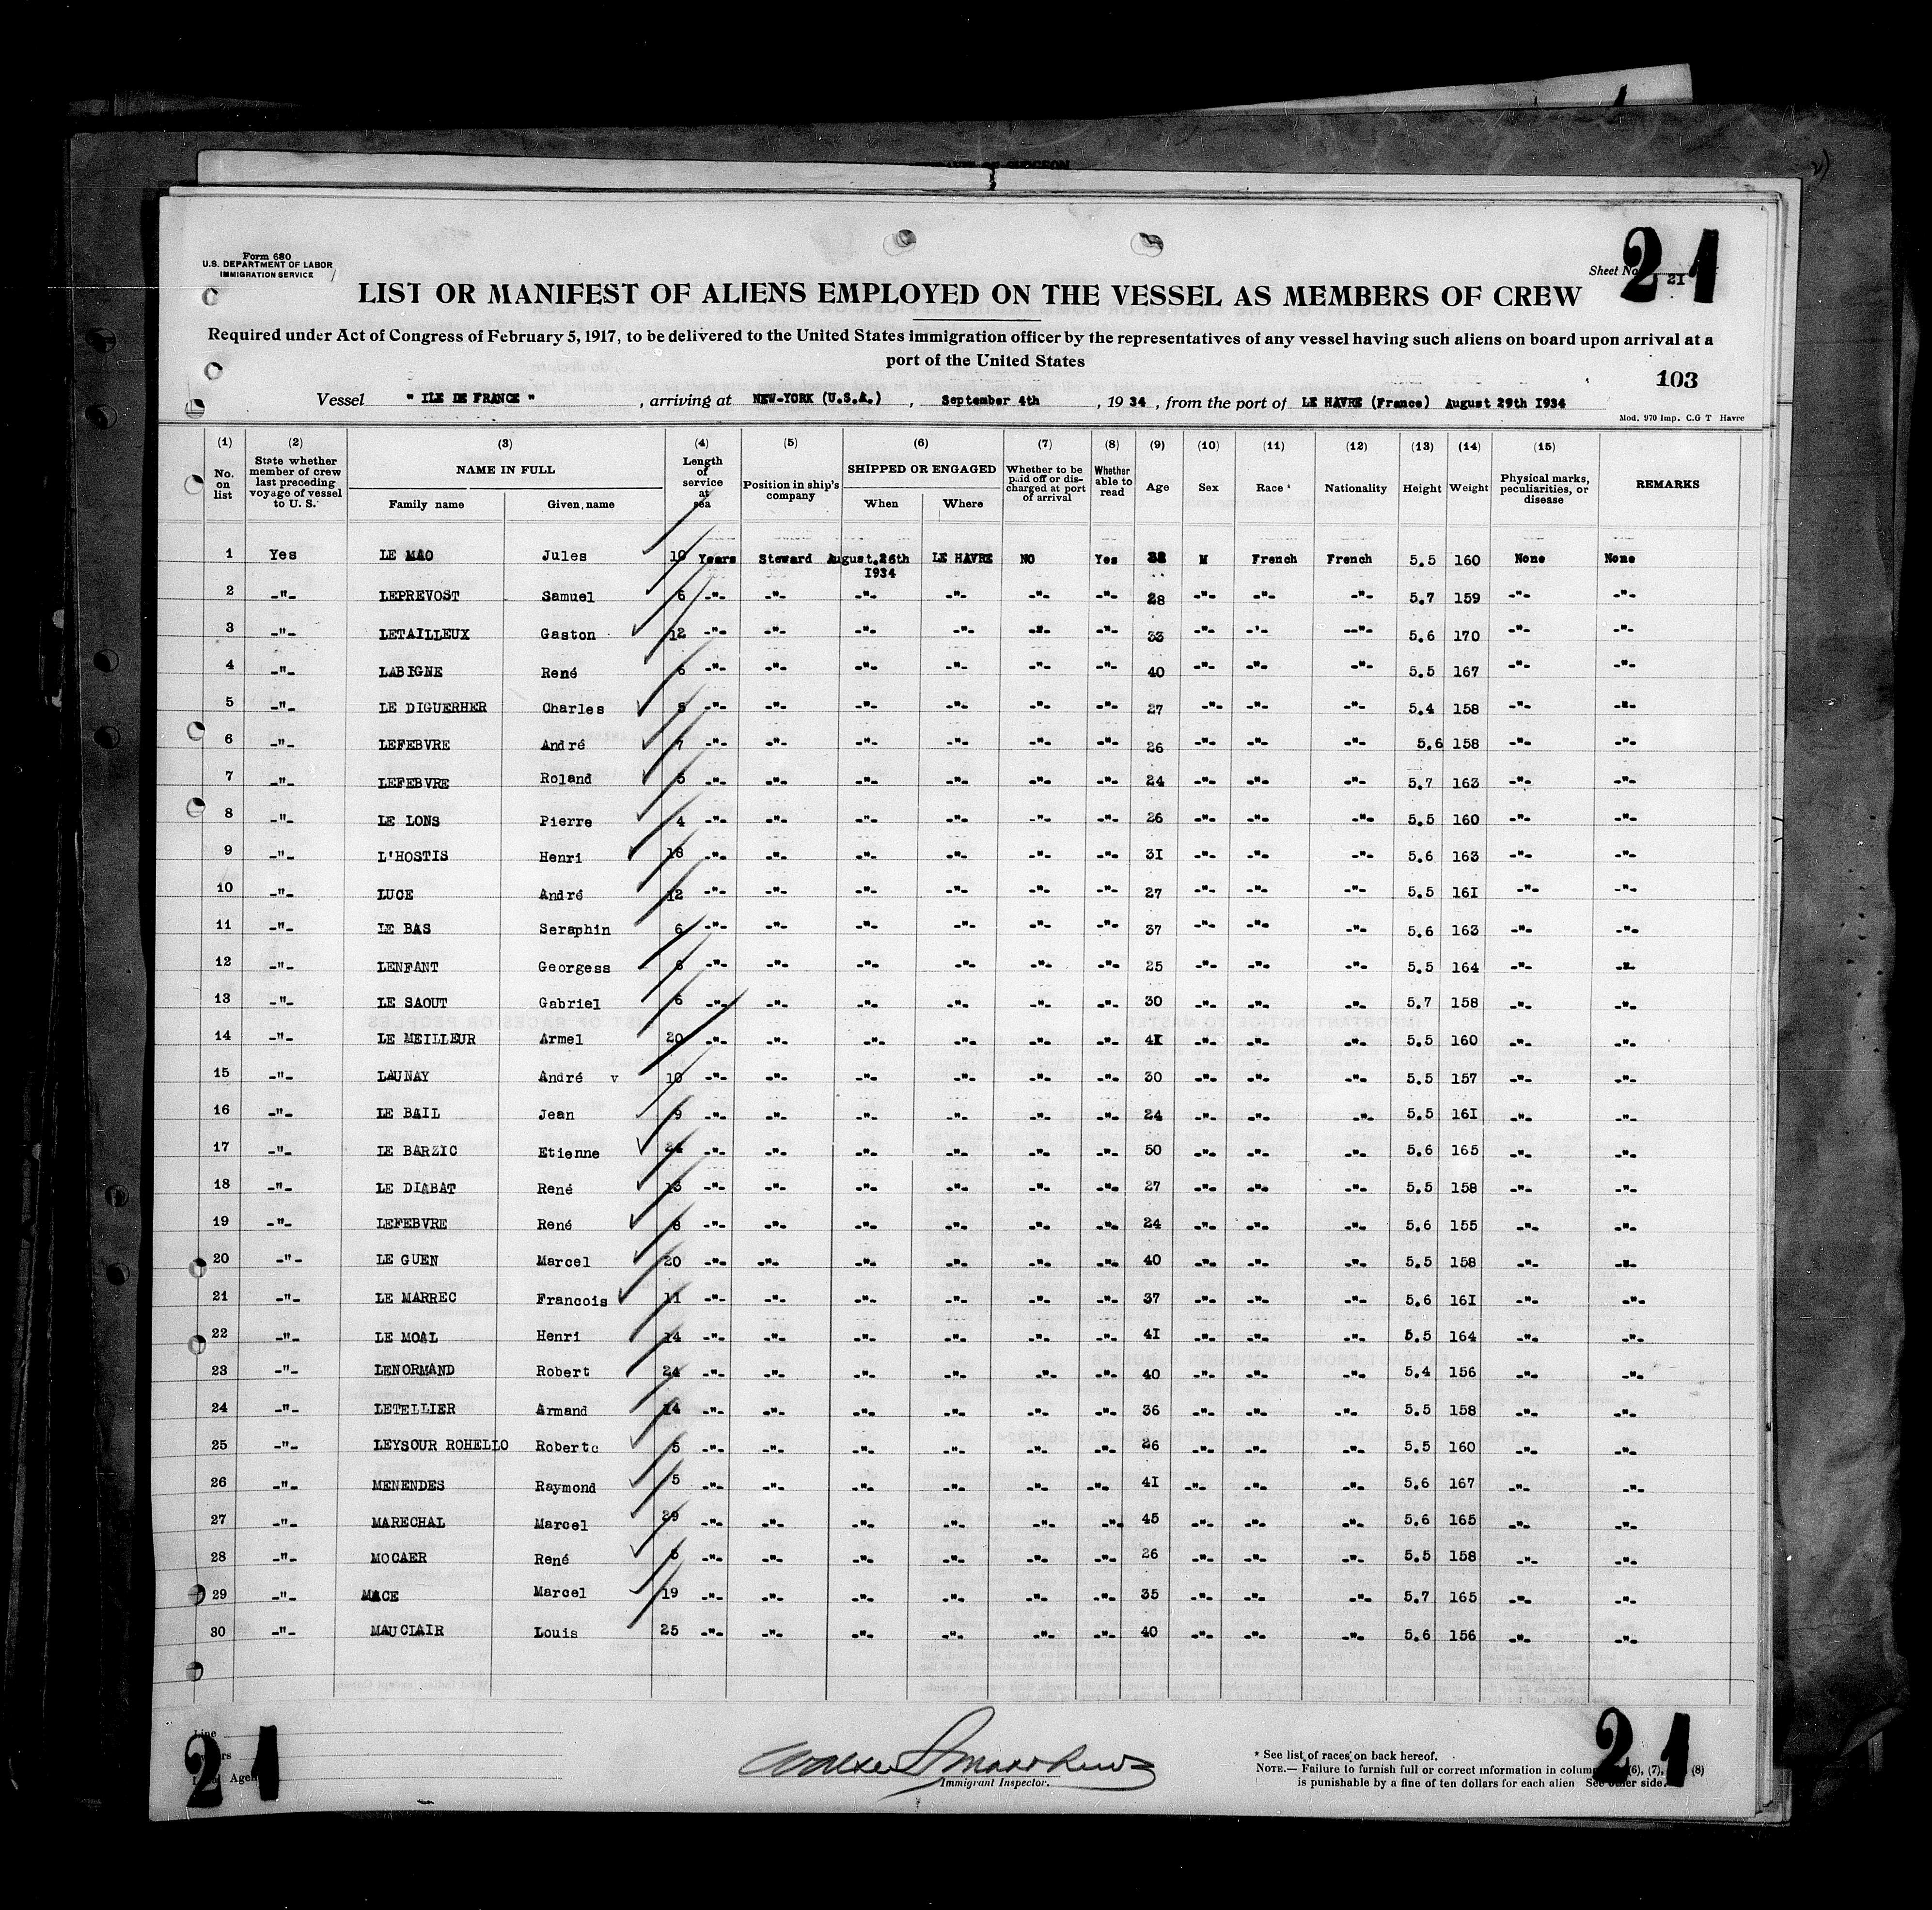 Form 680
U.S. DEPARTMENT OF LABOR
IMMIGRATION SERVICE
Sheet No. 21
21
LIST OR MANIFEST OF ALIENS EMPLOYED ON THE VESSEL AS MEMBERS OF CREW
Required under Act of Congress of February 5, 1917, to be delivered to the United States immigration officer by the representatives of any vessel having such aliens on board upon arrival at a
port of the United States
103
Vessel " ILE DE FRANCE " , arriving at NEW-YORK (U.S.A.) , September 4th , 19 34 , from the port of LE HAVRE (France) August 29th 1934
Mod. 970 Imp. C.G T Havre
(1) (2) (3) (4) (5) (6) (7) (8) (9) (10) (11) (12) (13) (14) (15)
No. on list State whether member of crew last preceding voyage of vessel to U. S. NAME IN FULL Family name Given name Length of service at sea Position in ship's company SHIPPED OR ENGAGED When Where Whether to be paid off or discharged at port of arrival Whether able to read Age Sex Race * Nationality Height Weight Physical marks, peculiarities, or disease REMARKS
1 Yes LE MAO Jules 10 Years Steward August.26th 1934 LE HAVRE NO Yes 38 M French French 5.5 160 None None
2 -"- LEPREVOST Samuel 6 -"- -"- -"- -"- -"- -"- 28 -"- -"- -"- 5.7 159 -"- -"-
3 -"- LETAILLEUX Gaston 12 -"- -"- -"- -"- -"- -"- 33 -"- -"- -"- 5.6 170 -"- -"-
4 -"- LABIGNE René 6 -"- -"- -"- -"- -"- -"- 40 -"- -"- -"- 5.5 167 -"- -"-
5 -"- LE DIGUERHER Charles 5 -"- -"- -"- -"- -"- -"- 27 -"- -"- -"- 5.4 158 -"- -"-
6 -"- LEFEBVRE André 7 -"- -"- -"- -"- -"- -"- 26 -"- -"- -"- 5.6 158 -"- -"-
7 -"- LEFEBVRE Roland 5 -"- -"- -"- -"- -"- -"- 24 -"- -"- -"- 5.7 163 -"- -"-
8 -"- LE LONS Pierre 4 -"- -"- -"- -"- -"- -"- 26 -"- -"- -"- 5.5 160 -"- -"-
9 -"- L'HOSTIS Henri 18 -"- -"- -"- -"- -"- -"- 31 -"- -"- -"- 5.6 163 -"- -"-
10 -"- LUCE André 12 -"- -"- -"- -"- -"- -"- 27 -"- -"- -"- 5.5 161 -"- -"-
11 -"- LE BAS Seraphin 6 -"- -"- -"- -"- -"- -"- 37 -"- -"- -"- 5.6 163 -"- -"-
12 -"- LENFANT Georgess 6 -"- -"- -"- -"- -"- -"- 25 -"- -"- -"- 5.5 164 -"- -"-
13 -"- LE SAOUT Gabriel 6 -"- -"- -"- -"- -"- -"- 30 -"- -"- -"- 5.7 158 -"- -"-
14 -"- LE MEILLEUR Armel 20 -"- -"- -"- -"- -"- -"- 41 -"- -"- -"- 5.5 160 -"- -"-
15 -"- LAUNAY André v 10 -"- -"- -"- -"- -"- -"- 30 -"- -"- -"- 5.5 157 -"- -"-
16 -"- LE BAIL Jean 9 -"- -"- -"- -"- -"- -"- 24 -"- -"- -"- 5.5 161 -"- -"-
17 -"- LE BARZIC Etienne 24 -"- -"- -"- -"- -"- -"- 50 -"- -"- -"- 5.6 165 -"- -"-
18 -"- LE DIABAT René 13 -"- -"- -"- -"- -"- -"- 27 -"- -"- -"- 5.5 158 -"- -"-
19 -"- LEFEBVRE René 8 -"- -"- -"- -"- -"- -"- 24 -"- -"- -"- 5.6 155 -"- -"-
20 -"- LE GUEN Marcel 20 -"- -"- -"- -"- -"- -"- 40 -"- -"- -"- 5.5 158 -"- -"-
21 -"- LE MARREC Francois 11 -"- -"- -"- -"- -"- -"- 37 -"- -"- -"- 5.6 161 -"- -"-
22 -"- LE MOAL Henri 14 -"- -"- -"- -"- -"- -"- 41 -"- -"- -"- 5.5 164 -"- -"-
23 -"- LENORMAND Robert 24 -"- -"- -"- -"- -"- -"- 40 -"- -"- -"- 5.4 156 -"- -"-
24 -"- LETELLIER Armand 14 -"- -"- -"- -"- -"- -"- 36 -"- -"- -"- 5.5 158 -"- -"-
25 -"- LEYSOUR ROHELLO Robertc 5 -"- -"- -"- -"- -"- -"- 26 -"- -"- -"- 5.5 160 -"- -"-
26 -"- MENENDES Raymond 5 -"- -"- -"- -"- -"- -"- 41 -"- -"- -"- 5.6 167 -"- -"-
27 -"- MARECHAL Marcel 29 -"- -"- -"- -"- -"- -"- 45 -"- -"- -"- 5.6 165 -"- -"-
28 -"- MOCAER René 5 -"- -"- -"- -"- -"- -"- 26 -"- -"- -"- 5.5 158 -"- -"-
29 -"- MACE Marcel 19 -"- -"- -"- -"- -"- -"- 35 -"- -"- -"- 5.7 165 -"- -"-
30 -"- MAUCLAIR Louis 25 -"- -"- -"- -"- -"- -"- 40 -"- -"- -"- 5.6 156 -"- -"-
Line
21
Immigrant Inspector.
* See list of races on back hereof.
NOTE.— Failure to furnish full or correct information in (6), (7), (8)
is punishable by a fine of ten dollars for each alien See other side.
21